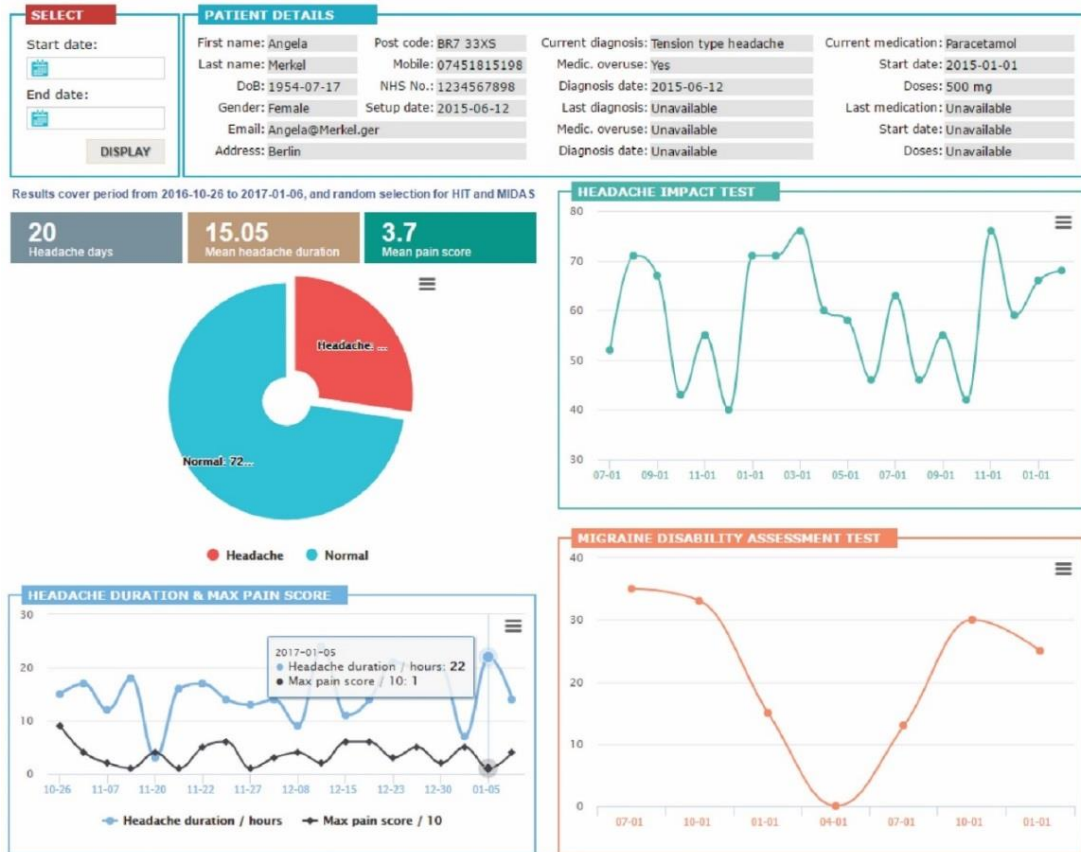 SELECT
Start date:
End date:
DISPLAY
PATIENT DETAILS
First name: Angela
Last name: Merkel
DoB: 1954-07-17
Gender: Female
Email: Angela@Merkel.ger
Address: Berlin
Post code: BR7 33XS
Mobile: 07451815198
NHS No.: 1234567898
Setup date: 2015-06-12
Current diagnosis: Tension type headache
Medic. overuse: Yes
Diagnosis date: 2015-06-12
Last diagnosis: Unavailable
Medic. overuse: Unavailable
Diagnosis date: Unavailable
Current medication: Paracetamol
Start date: 2015-01-01
Doses: 500 mg
Last medication: Unavailable
Start date: Unavailable
Doses: Unavailable
Results cover period from 2016-10-26 to 2017-01-06, and random selection for HIT and MIDAS
20
Headache days
15.05
Mean headache duration
3.7
Mean pain score
Headache: ...
Normal: 72...
Headache Normal
HEADACHE DURATION & MAX PAIN SCORE
30
20
10
0
2017-01-05
Headache duration / hours: 22
Max pain score / 10: 1
10-26 11-07 11-20 11-22 11-27 12-08 12-15 12-23 12-30 01-05
Headache duration / hours Max pain score / 10
HEADACHE IMPACT TEST
80
70
60
50
40
30
07-01 09-01 11-01 01-01 03-01 05-01 07-01 09-01 11-01 01-01
MIGRAINE DISABILITY ASSESSMENT TEST
40
30
20
10
0
07-01 10-01 01-01 04-01 07-01 10-01 01-01